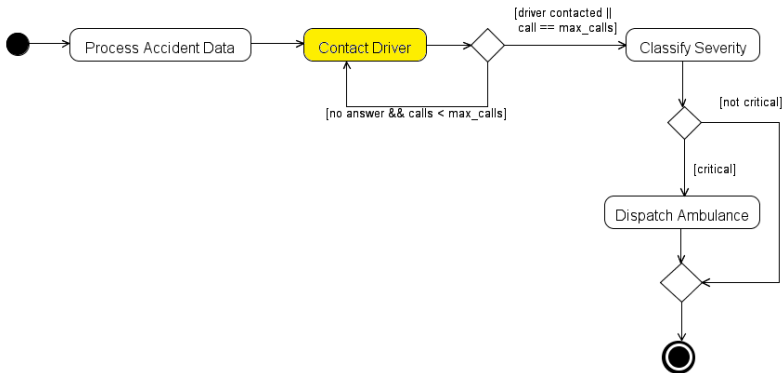 [driver contacted ||
call == max_calls]
Process Accident Data
Contact Driver
Classify Severity
[no answer && calls < max_calls]
[not critical]
[critical]
Dispatch Ambulance